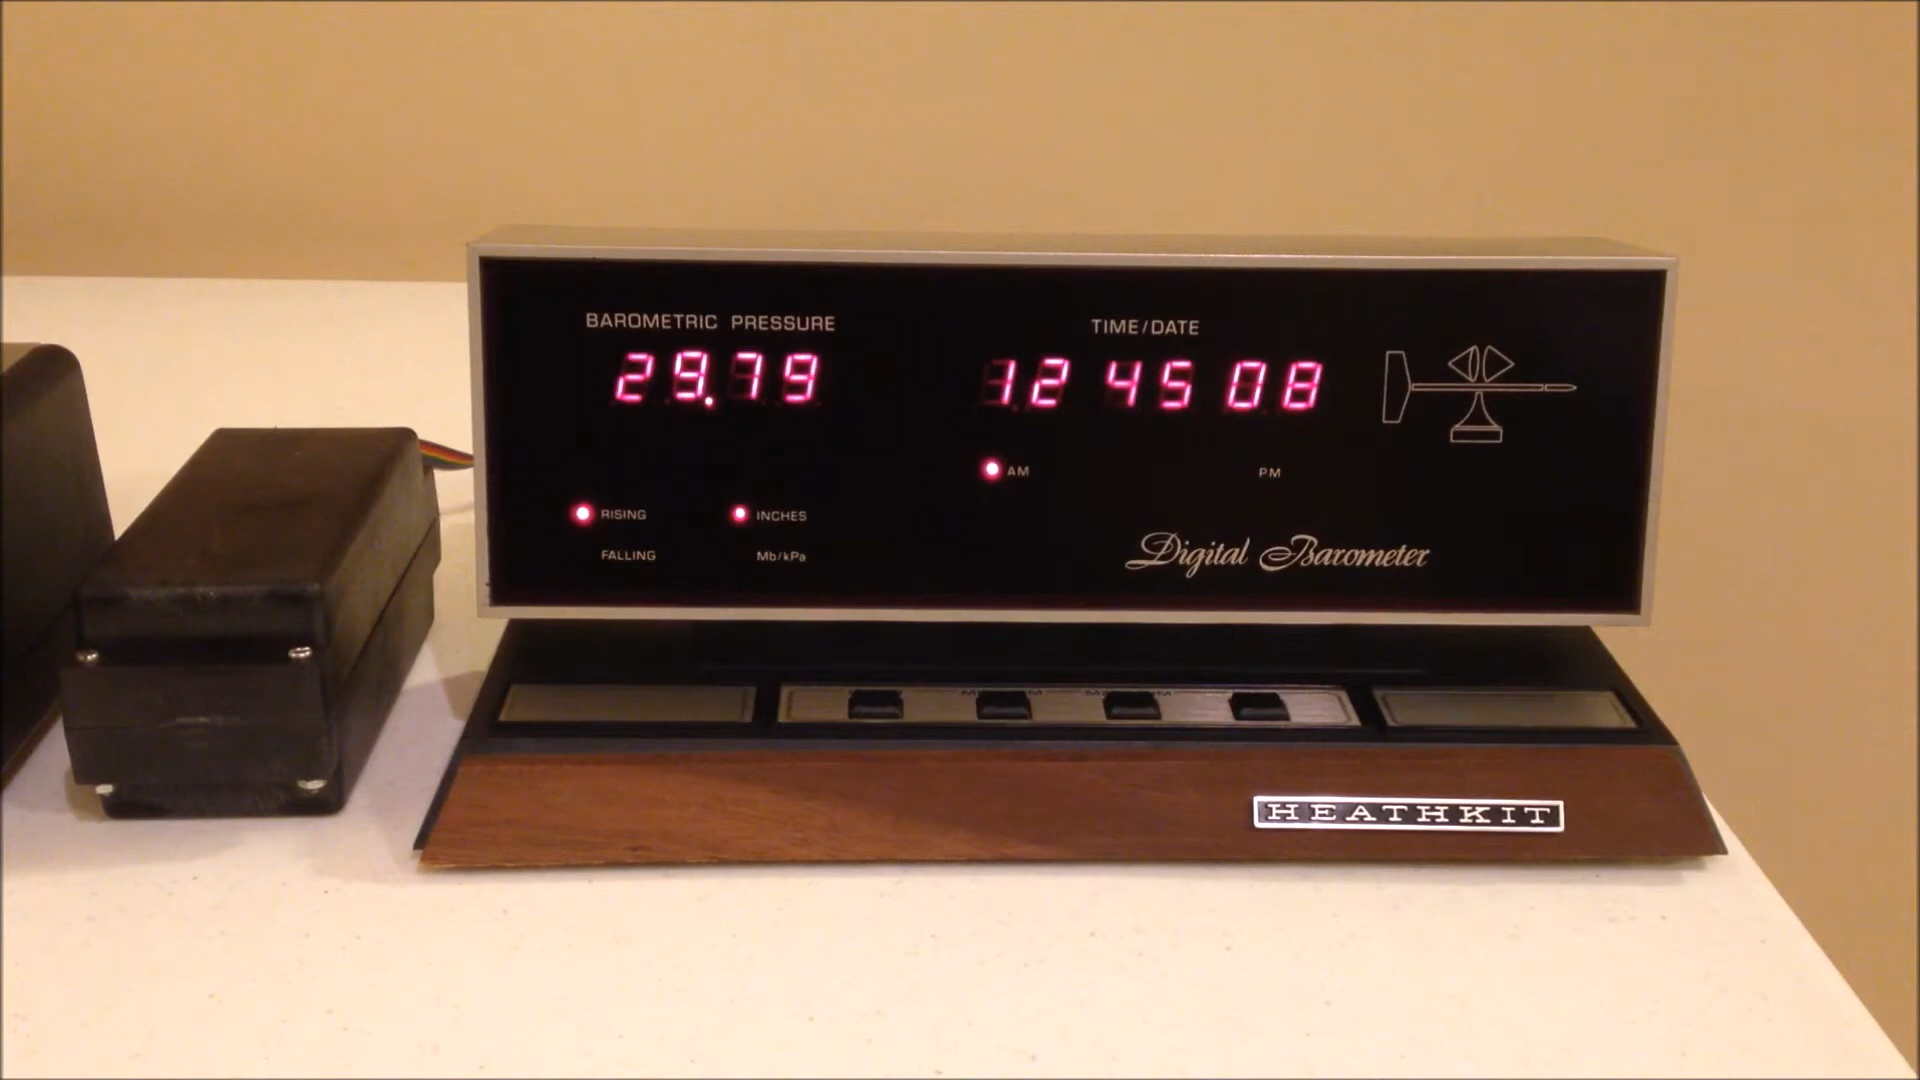 BAROMETRIC PRESSURE
29.79
TIME/DATE
12 45 08
AM
PM
RISING
INCHES
FALLING
Mb/kPa
Digital Barometer
HEATHKIT